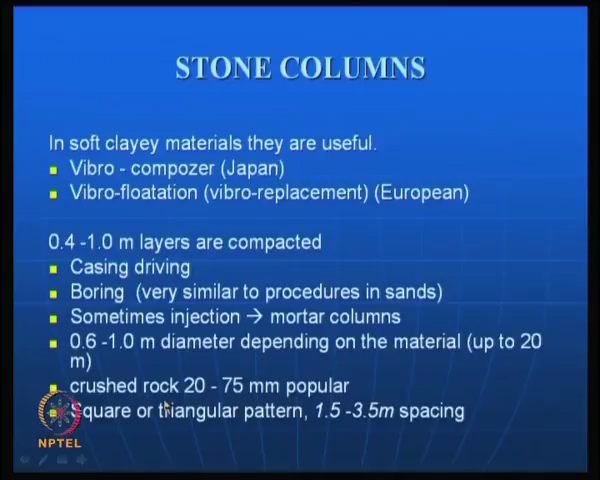 STONE COLUMNS
In soft clayey materials they are useful.
Vibro - compozer (Japan)
Vibro-floatation (vibro-replacement) (European)
0.4 -1.0 m layers are compacted
Casing driving
Boring (very similar to procedures in sands)
Sometimes injection → mortar columns
0.6 -1.0 m diameter depending on the material (up to 20
m)
crushed rock 20 - 75 mm popular
Square or triangular pattern, 1.5 -3.5m spacing
NPTEL